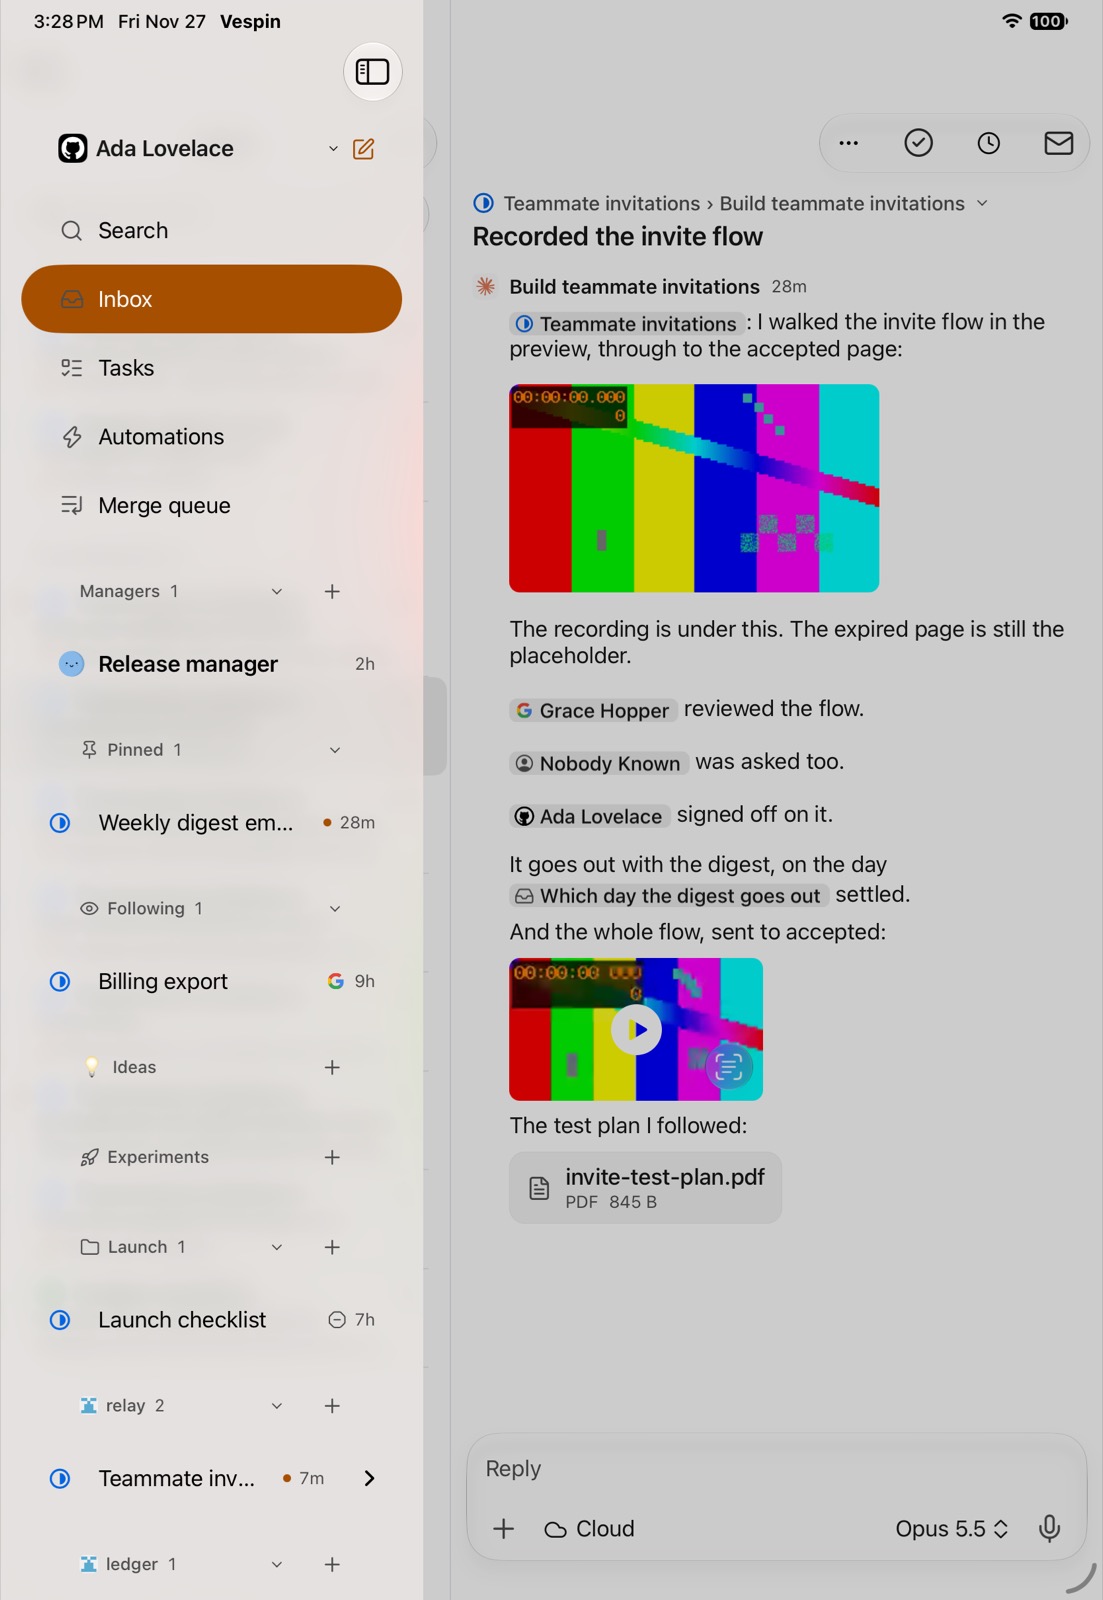 3:28 PM Fri Nov 27 Vespin
100
Ada Lovelace
Search
Inbox
Tasks
Automations
Merge queue
Managers 1
Release manager 2h
Pinned 1
Weekly digest em... 28m
Following 1
Billing export 9h
Ideas
Experiments
Launch 1
Launch checklist 7h
relay 2
Teammate inv... 7m
ledger 1
Teammate invitations › Build teammate invitations
Recorded the invite flow
Build teammate invitations 28m
Teammate invitations : I walked the invite flow in the
preview, through to the accepted page:
00:00:00.000
0
The recording is under this. The expired page is still the
placeholder.
Grace Hopper reviewed the flow.
Nobody Known was asked too.
Ada Lovelace signed off on it.
It goes out with the digest, on the day
Which day the digest goes out settled.
And the whole flow, sent to accepted:
00:00:00
0
The test plan I followed:
invite-test-plan.pdf
PDF 845 B
Reply
Cloud
Opus 5.5